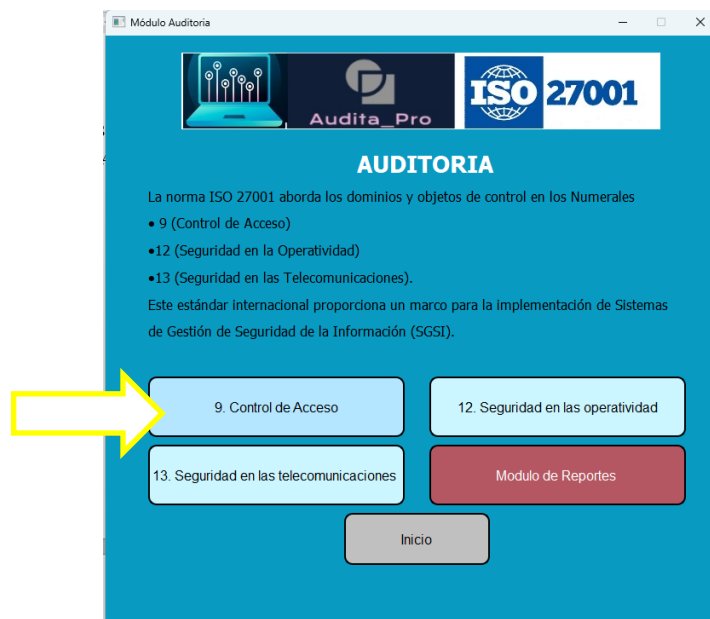 Módulo Auditoria
Audita_Pro
ISO 27001
AUDITORIA
La norma ISO 27001 aborda los dominios y objetos de control en los Numerales
• 9 (Control de Acceso)
•12 (Seguridad en la Operatividad)
•13 (Seguridad en las Telecomunicaciones).
Este estándar internacional proporciona un marco para la implementación de Sistemas
de Gestión de Seguridad de la Información (SGSI).
9. Control de Acceso
12. Seguridad en las operatividad
13. Seguridad en las telecomunicaciones
Modulo de Reportes
Inicio